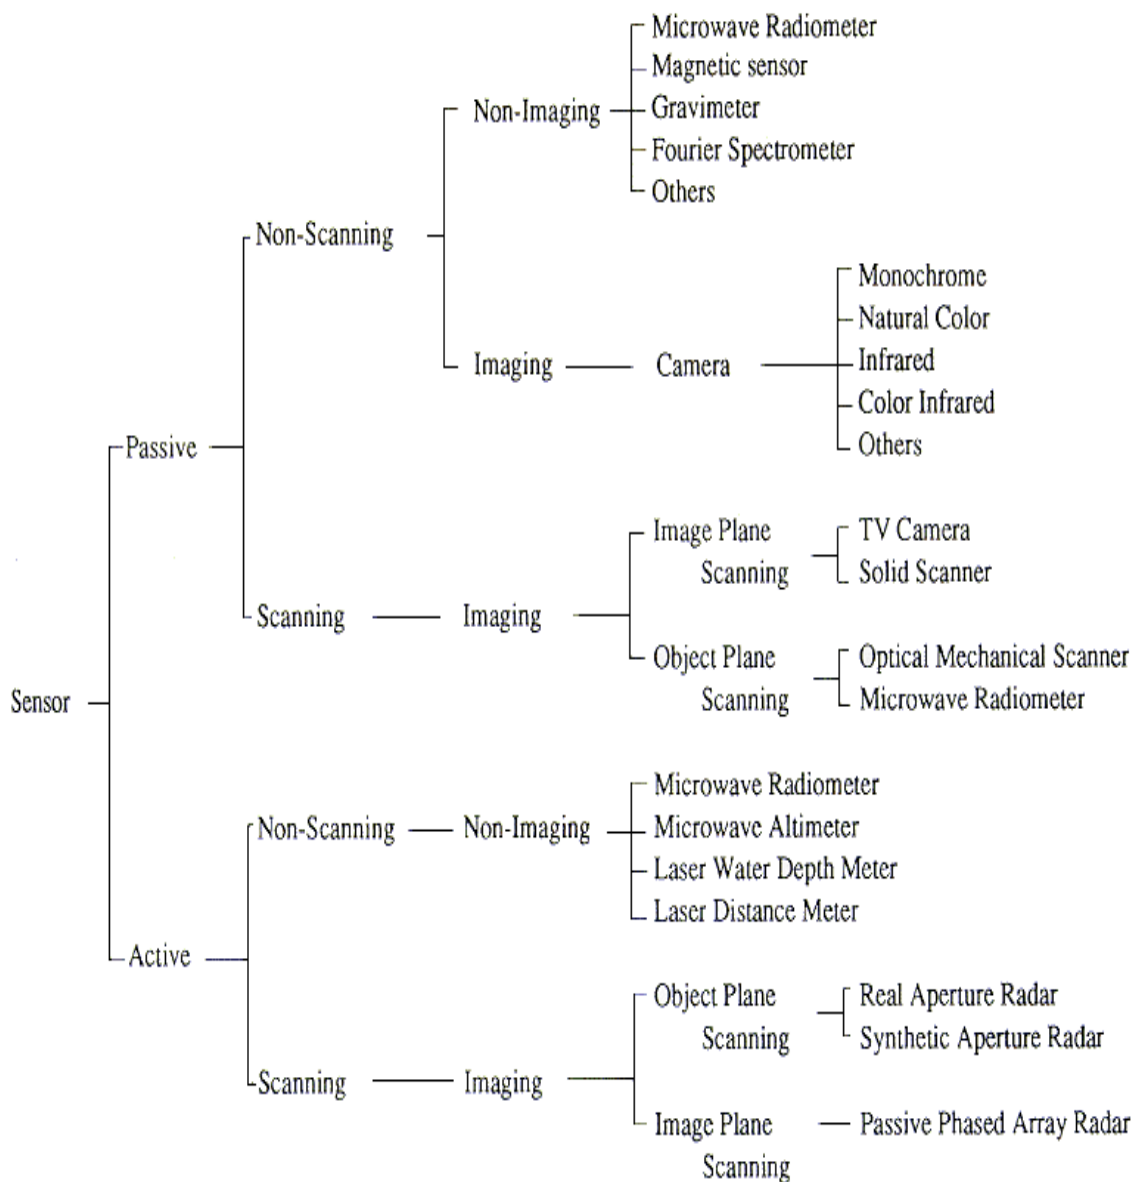 Microwave Radiometer
Magnetic sensor
Non-Imaging
Gravimeter
Fourier Spectrometer
Others
Non-Scanning
Monochrome
Natural Color
Imaging
Camera
Infrared
Color Infrared
Others
Passive
Image Plane
Scanning
TV Camera
Solid Scanner
Scanning
Imaging
Object Plane
Scanning
Optical Mechanical Scanner
Microwave Radiometer
Sensor
Microwave Radiometer
Non-Scanning
Non-Imaging
Microwave Altimeter
Laser Water Depth Meter
Laser Distance Meter
Active
Object Plane
Scanning
Real Aperture Radar
Synthetic Aperture Radar
Scanning
Imaging
Image Plane
Scanning
Passive Phased Array Radar